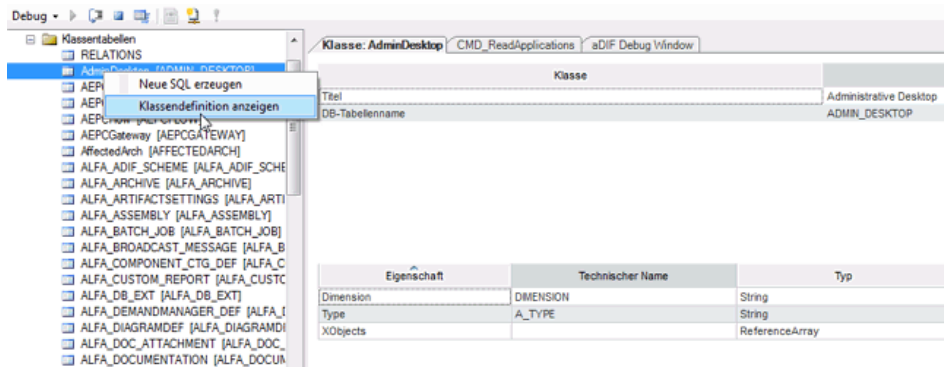 Debug
Klassentabellen
RELATIONS
AdminDesktop [ADMIN_DESKTOP]
Neue SQL erzeugen
Klassendefinition anzeigen
AEPCGateway [AEPCGATEWAY]
AffectedArch [AFFECTEDARCH]
ALFA_ADIF_SCHEME [ALFA_ADIF_SCHE
ALFA_ARCHIVE [ALFA_ARCHIVE]
ALFA_ARTIFACTSETTINGS [ALFA_ARTI
ALFA_ASSEMBLY [ALFA_ASSEMBLY]
ALFA_BATCH_JOB [ALFA_BATCH_JOB]
ALFA_BROADCAST_MESSAGE [ALFA_B
ALFA_COMPONENT_CTG_DEF [ALFA_C
ALFA_CUSTOM_REPORT [ALFA_CUSTC
ALFA_DB_EXT [ALFA_DB_EXT]
ALFA_DEMANDMANAGER_DEF [ALFA_
ALFA_DIAGRAMDEF [ALFA_DIAGRAMDI
ALFA_DOC_ATTACHMENT [ALFA_DOC_
ALFA_DOCUMENTATION [ALFA_DOCUM
Klasse: AdminDesktop CMD_ReadApplications aDIF Debug Window
Klasse
Titel Administrative Desktop
DB-Tabellenname ADMIN_DESKTOP
Eigenschaft Technischer Name Typ
Dimension DIMENSION String
Type A_TYPE String
XObjects ReferenceArray